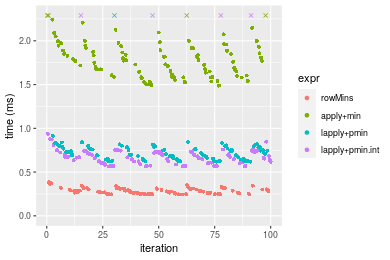 2.0
1.5
1.0
0.5
0.0
time (ms)
0
25
50
75
100
iteration
expr
rowMins
apply+min
lapply+pmin
lapply+pmin.int